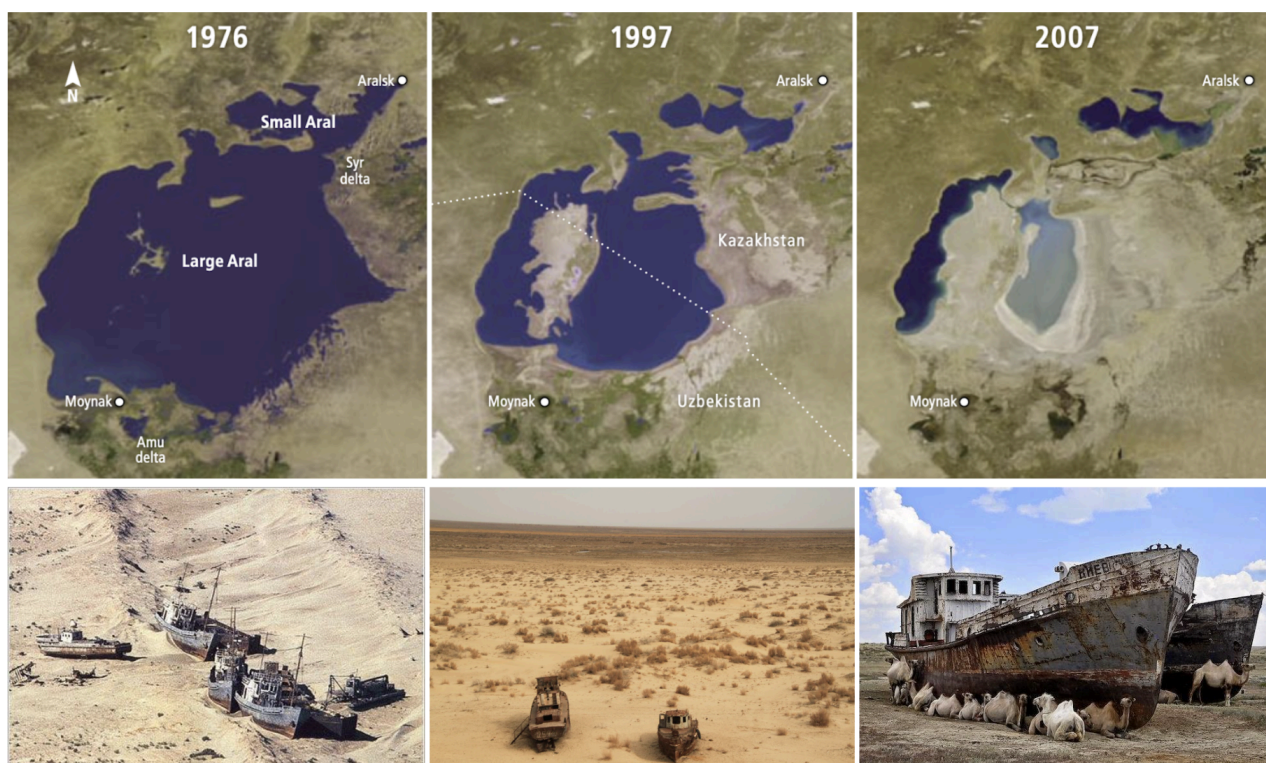 1976
N
Aralsk
Small Aral
Syr
delta
Large Aral
Moynak
Amu
delta
1997
Aralsk
Kazakhstan
Moynak
Uzbekistan
2007
Aralsk
Moynak